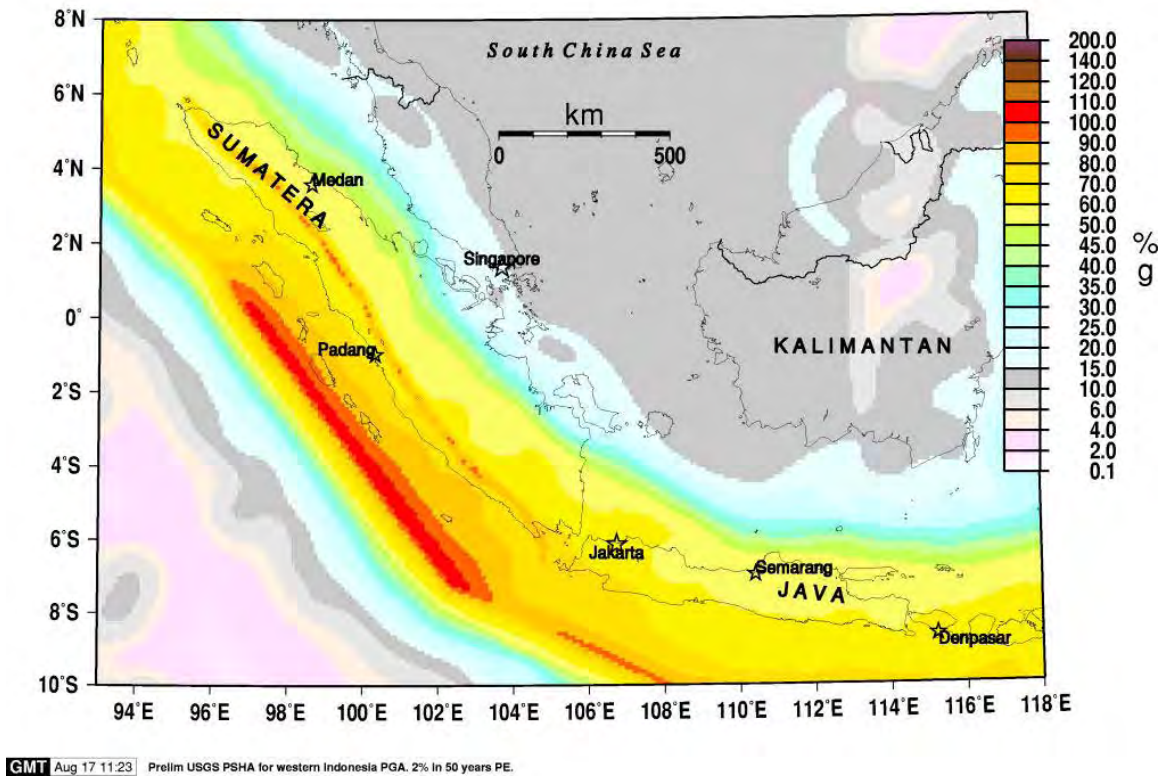 8°N
6°N
4°N
2°N
0°
2°S
4°S
6°S
8°S
10°S
South China Sea
km
0 500
SUMATERA
Medan
Singapore
Padang
KALIMANTAN
Jakarta
Semarang
JAVA
Denpasar
200.0
140.0
120.0
110.0
100.0
90.0
80.0
70.0
60.0
50.0
45.0
40.0
35.0
30.0
25.0
20.0
15.0
10.0
6.0
4.0
2.0
0.1
%
g
94°E 96°E 98°E 100°E 102°E 104°E 106°E 108°E 110°E 112°E 114°E 116°E 118°E
GMT Aug 17 11:23 Prelim USGS PSHA for western Indonesia PGA. 2% in 50 years PE.